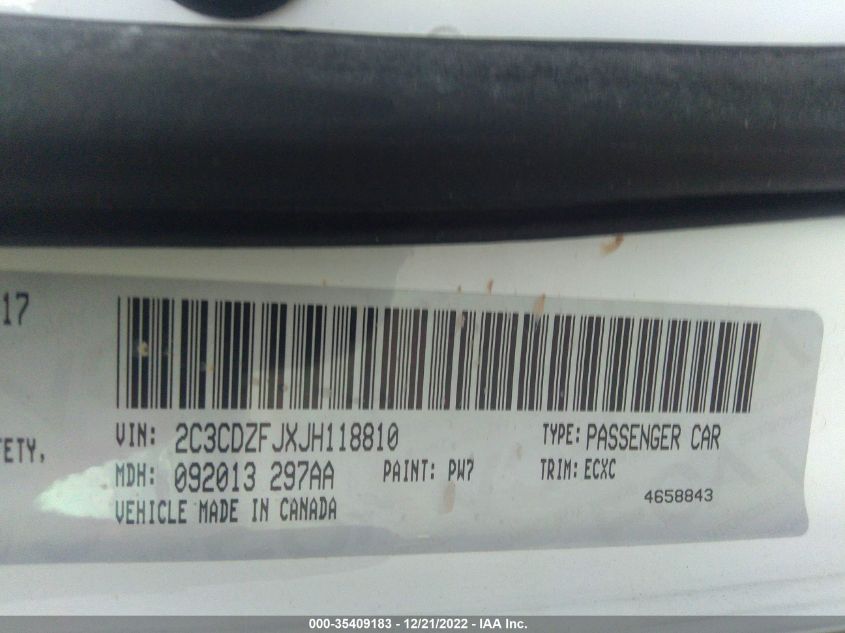 17
ETY,
VIN: 2C3CDZFJXJH118810 TYPE: PASSENGER CAR
MDH: 092013 297AA PAINT: PW7 TRIM: ECXC
VEHICLE MADE IN CANADA 4658843
000-35409183 - 12/21/2022 - IAA Inc.